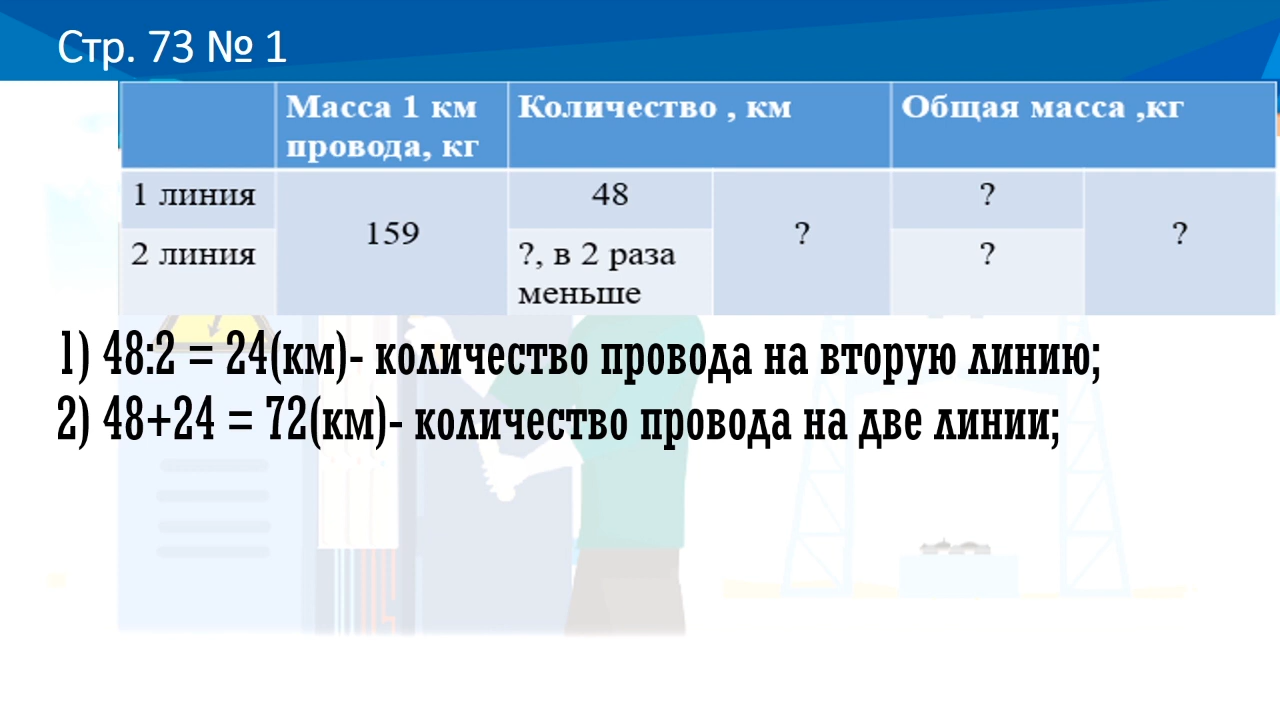 Стр. 73 № 1
Масса 1 км провода, кг
Количество , км
Общая масса ,кг
1 линия
159
48
?
?
?
2 линия
?, в 2 раза меньше
?
1) 48:2 = 24(км)- количество провода на вторую линию;
2) 48+24 = 72(км)- количество провода на две линии;